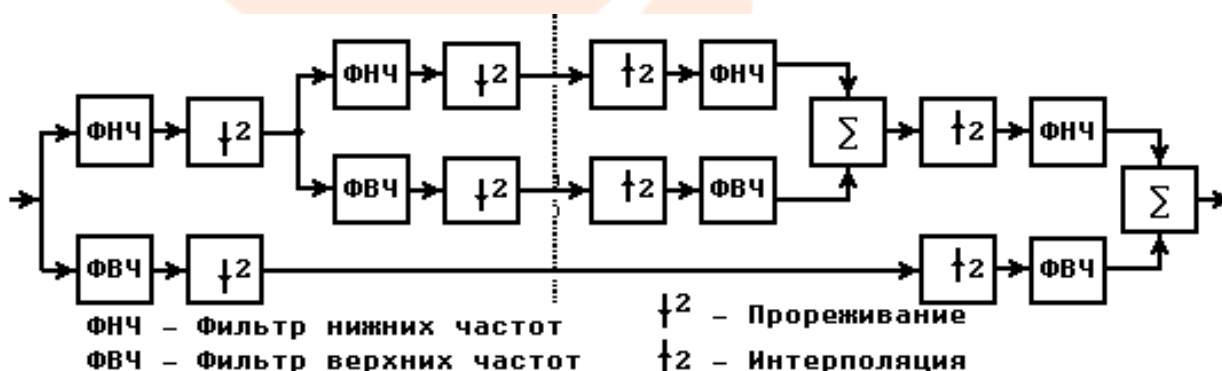 ФНЧ ↓2 ↑2 ФНЧ
ФНЧ ↓2 Σ ↑2 ФНЧ
ФВЧ ↓2 ↑2 ФВЧ Σ
ФВЧ ↓2 ↑2 ФВЧ
ФНЧ – Фильтр нижних частот
↓2 – Прореживание
ФВЧ – Фильтр верхних частот
↑2 – Интерполяция